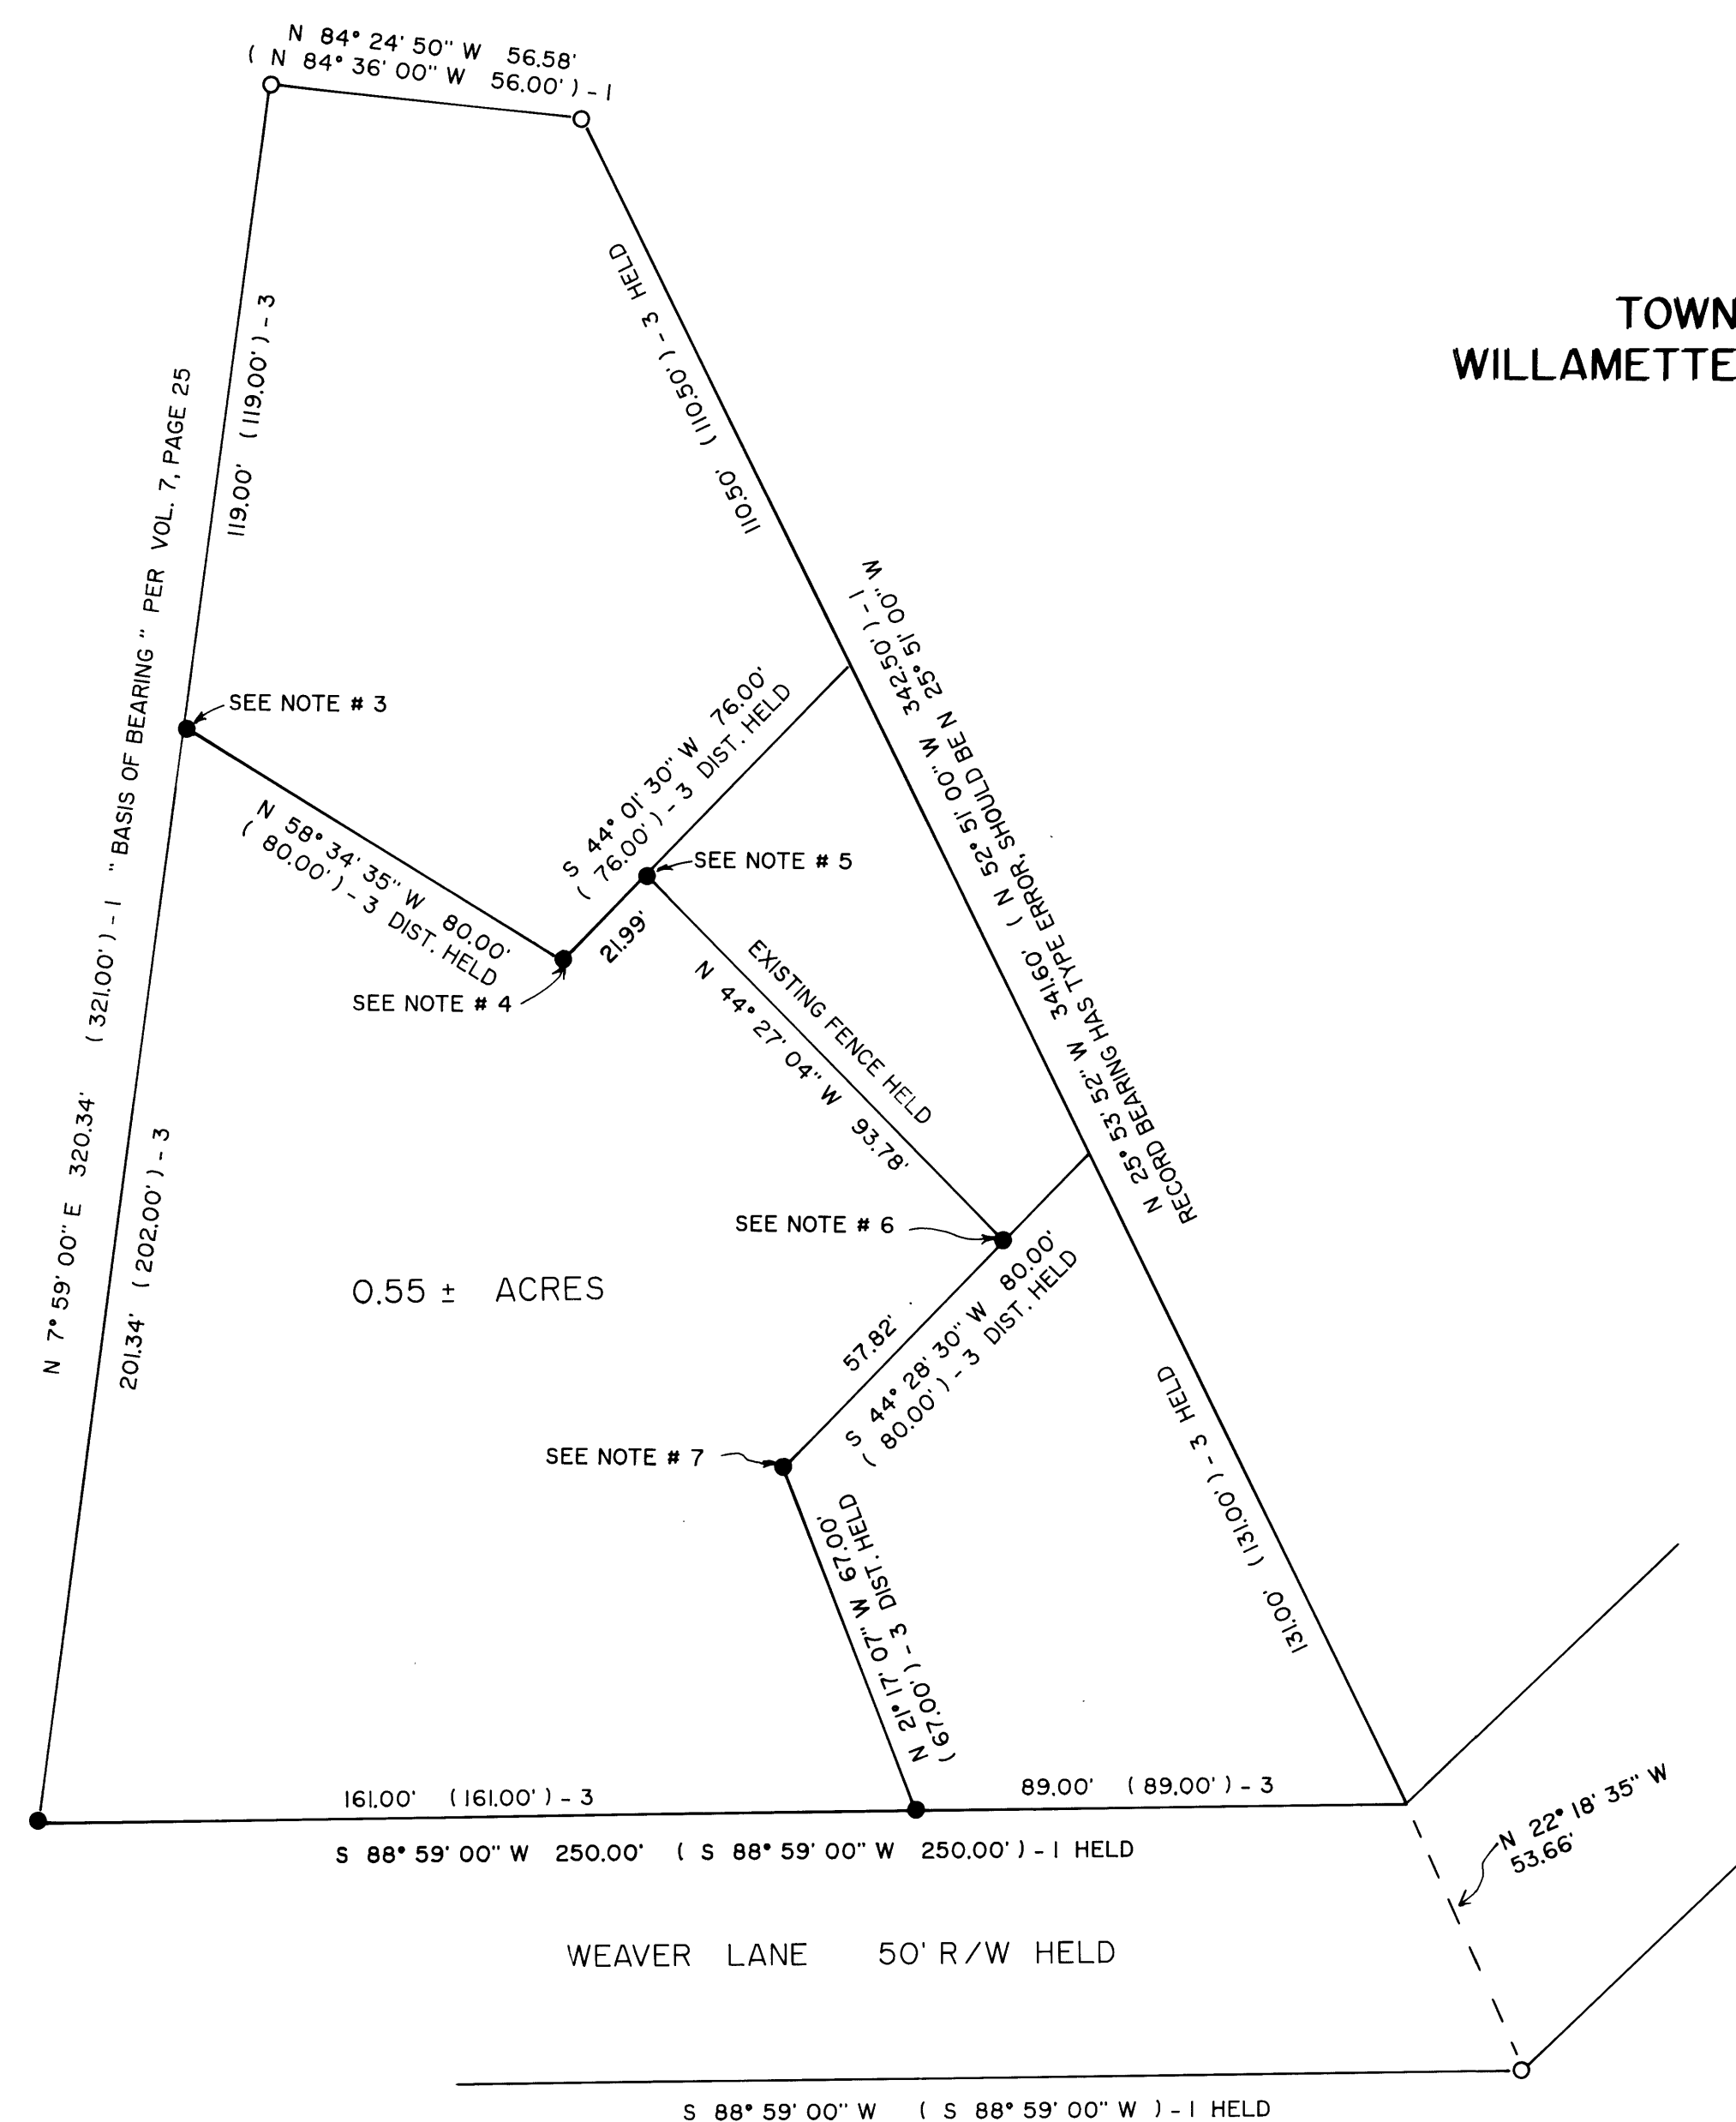 N 84° 24' 50" W 56.58'
( N 84° 36' 00" W 56.00' ) - 1
TOWN
WILLAMETTE
119.00' (119.00') - 3
110.50' ( 110.50' ) - 3 HELD
N 7° 59' 00" E 320.34' ( 321.00' ) - 1 " BASIS OF BEARING " PER VOL. 7, PAGE 25
201.34' ( 202.00' ) - 3
SEE NOTE # 3
N 58° 34' 35" W 80.00'
( 80.00' ) - 3 DIST. HELD
S 44° 01' 30" W 76.00'
( 76.00' ) - 3 DIST. HELD
SEE NOTE # 5
21.99'
SEE NOTE # 4
N 25° 53' 52" W 341.60' ( N 52° 51' 00" W 342.50' ) - 1
RECORD BEARING HAS TYPE ERROR, SHOULD BE N 25° 51' 00" W
EXISTING FENCE HELD
N 44° 27' 04" W 93.78'
SEE NOTE # 6
0.55 ± ACRES
57.82'
S 44° 28' 30" W 80.00'
( 80.00' ) - 3 DIST. HELD
SEE NOTE # 7
131.00' ( 131.00' ) - 3 HELD
N 21° 17' 07" W 67.00'
( 67.00' ) - 3 DIST. HELD
161.00' ( 161.00' ) - 3
89.00' ( 89.00' ) - 3
S 88° 59' 00" W 250.00' ( S 88° 59' 00" W 250.00' ) - 1 HELD
N 22° 18' 35" W
53.66'
WEAVER LANE 50' R/W HELD
S 88° 59' 00" W ( S 88° 59' 00" W ) - 1 HELD